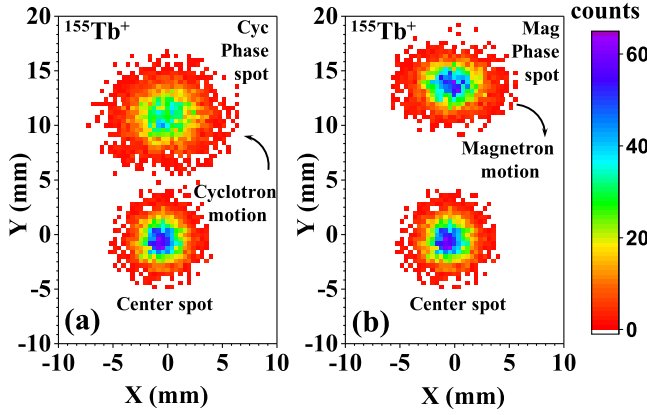 counts
¹⁵⁵Tb⁺
Cyc
Phase
spot
Cyclotron
motion
Center spot
(a)
20
15
10
5
0
-5
-10
Y (mm)
-10 -5 0 5 10
X (mm)
¹⁵⁵Tb⁺
Mag
Phase
spot
Magnetron
motion
Center spot
(b)
20
15
10
5
0
-5
-10
Y (mm)
-10 -5 0 5 10
X (mm)
60
40
20
0